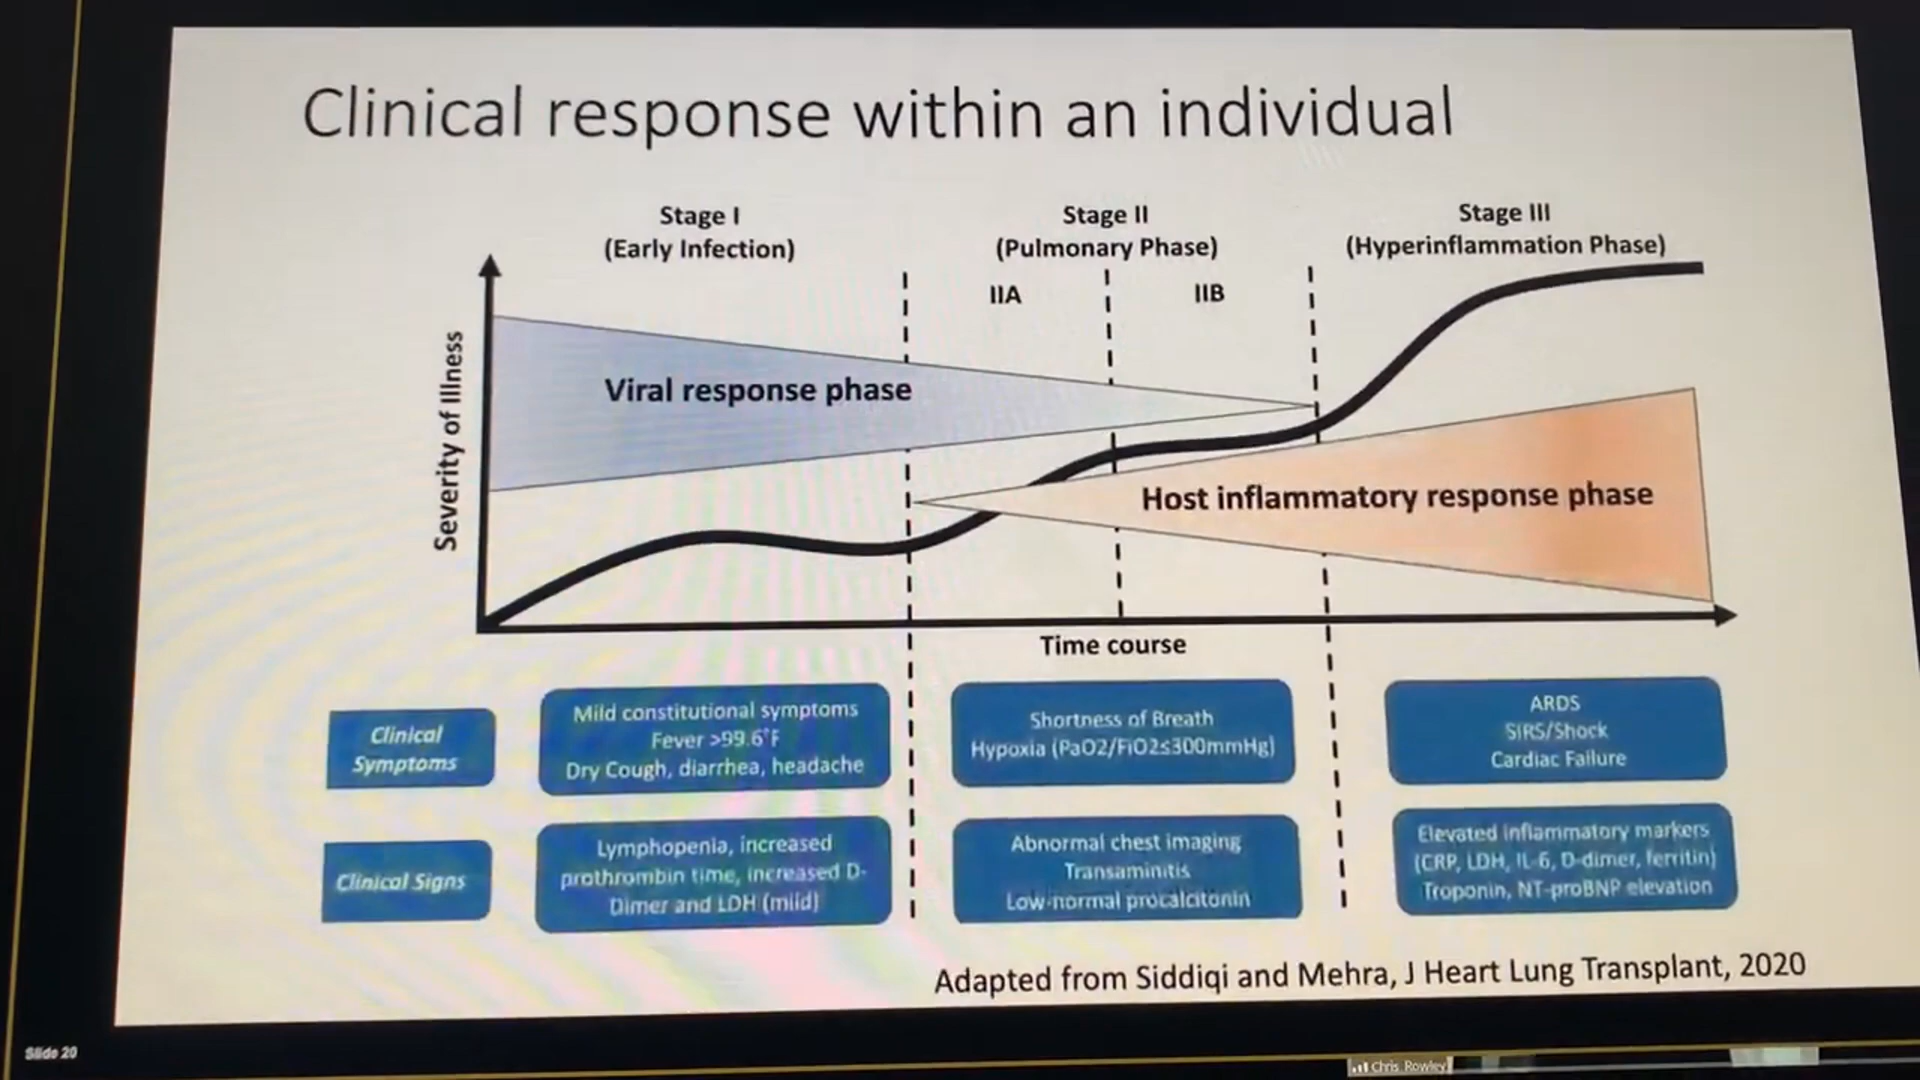 Clinical response within an individual
Stage I
(Early Infection)
Stage II
(Pulmonary Phase)
Stage III
(Hyperinflammation Phase)
IIA
IIB
Severity of Illness
Viral response phase
Host inflammatory response phase
Time course
Clinical
Symptoms
Mild constitutional symptoms
Fever >99.6°F
Dry Cough, diarrhea, headache
Shortness of Breath
Hypoxia (PaO2/FiO2≤300mmHg)
ARDS
SIRS/Shock
Cardiac Failure
Clinical Signs
Lymphopenia, increased
prothrombin time, increased D-
Dimer and LDH (mild)
Abnormal chest imaging
Transaminitis
Low-normal procalcitonin
Elevated inflammatory markers
(CRP, LDH, IL-6, D-dimer, ferritin)
Troponin, NT-proBNP elevation
Adapted from Siddiqi and Mehra, J Heart Lung Transplant, 2020
Slide 20
Chris Rowley